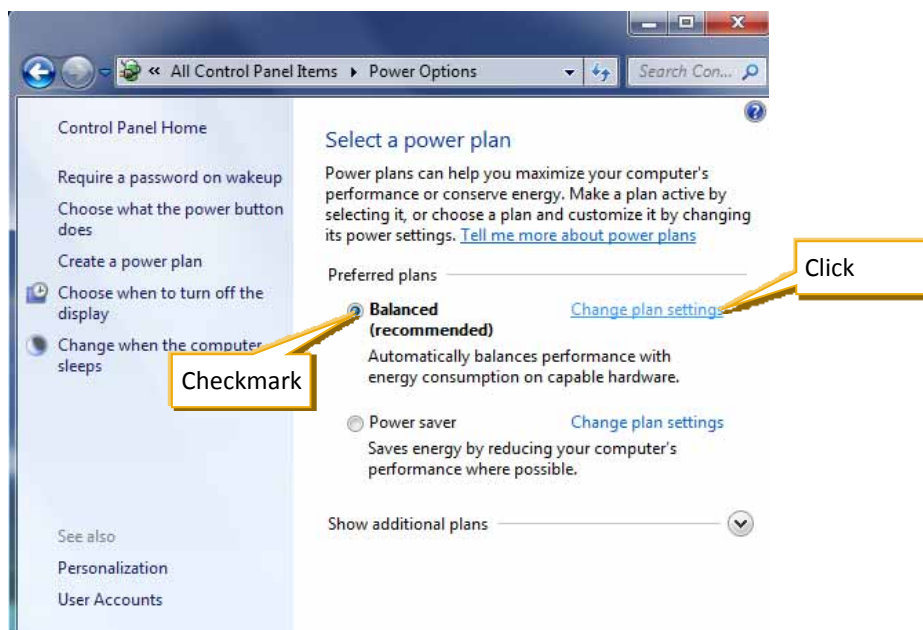 « All Control Panel Items ▸ Power Options
Search Con...
Control Panel Home
Require a password on wakeup
Choose what the power button
does
Create a power plan
Choose when to turn off the
display
Change when the computer
sleeps
See also
Personalization
User Accounts
Select a power plan
Power plans can help you maximize your computer's
performance or conserve energy. Make a plan active by
selecting it, or choose a plan and customize it by changing
its power settings. Tell me more about power plans
Preferred plans
Balanced
(recommended)
Change plan settings
Automatically balances performance with
energy consumption on capable hardware.
Power saver
Change plan settings
Saves energy by reducing your computer's
performance where possible.
Show additional plans
Click
Checkmark